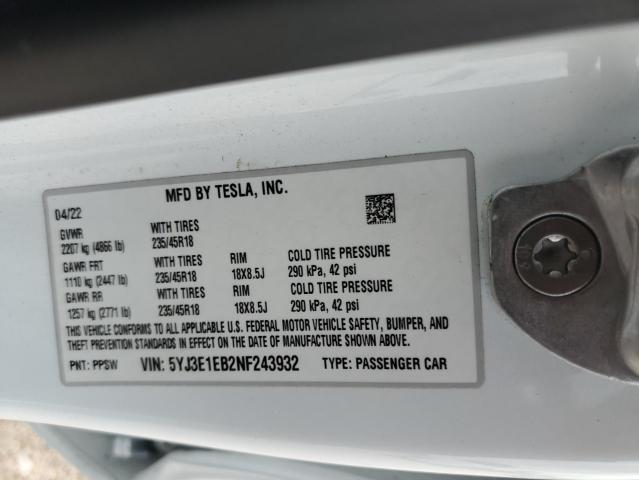 MFD BY TESLA, INC.
04/22
GVWR WITH TIRES
2207 kg (4866 lb) 235/45R18
GAWR FRT WITH TIRES RIM COLD TIRE PRESSURE
1110 kg (2447 lb) 235/45R18 18X8.5J 290 kPa, 42 psi
GAWR RR WITH TIRES RIM COLD TIRE PRESSURE
1257 kg (2771 lb) 235/45R18 18X8.5J 290 kPa, 42 psi
THIS VEHICLE CONFORMS TO ALL APPLICABLE U.S. FEDERAL MOTOR VEHICLE SAFETY, BUMPER, AND
THEFT PREVENTION STANDARDS IN EFFECT ON THE DATE OF MANUFACTURE SHOWN ABOVE.
PNT: PPSW VIN: 5YJ3E1EB2NF243932 TYPE: PASSENGER CAR